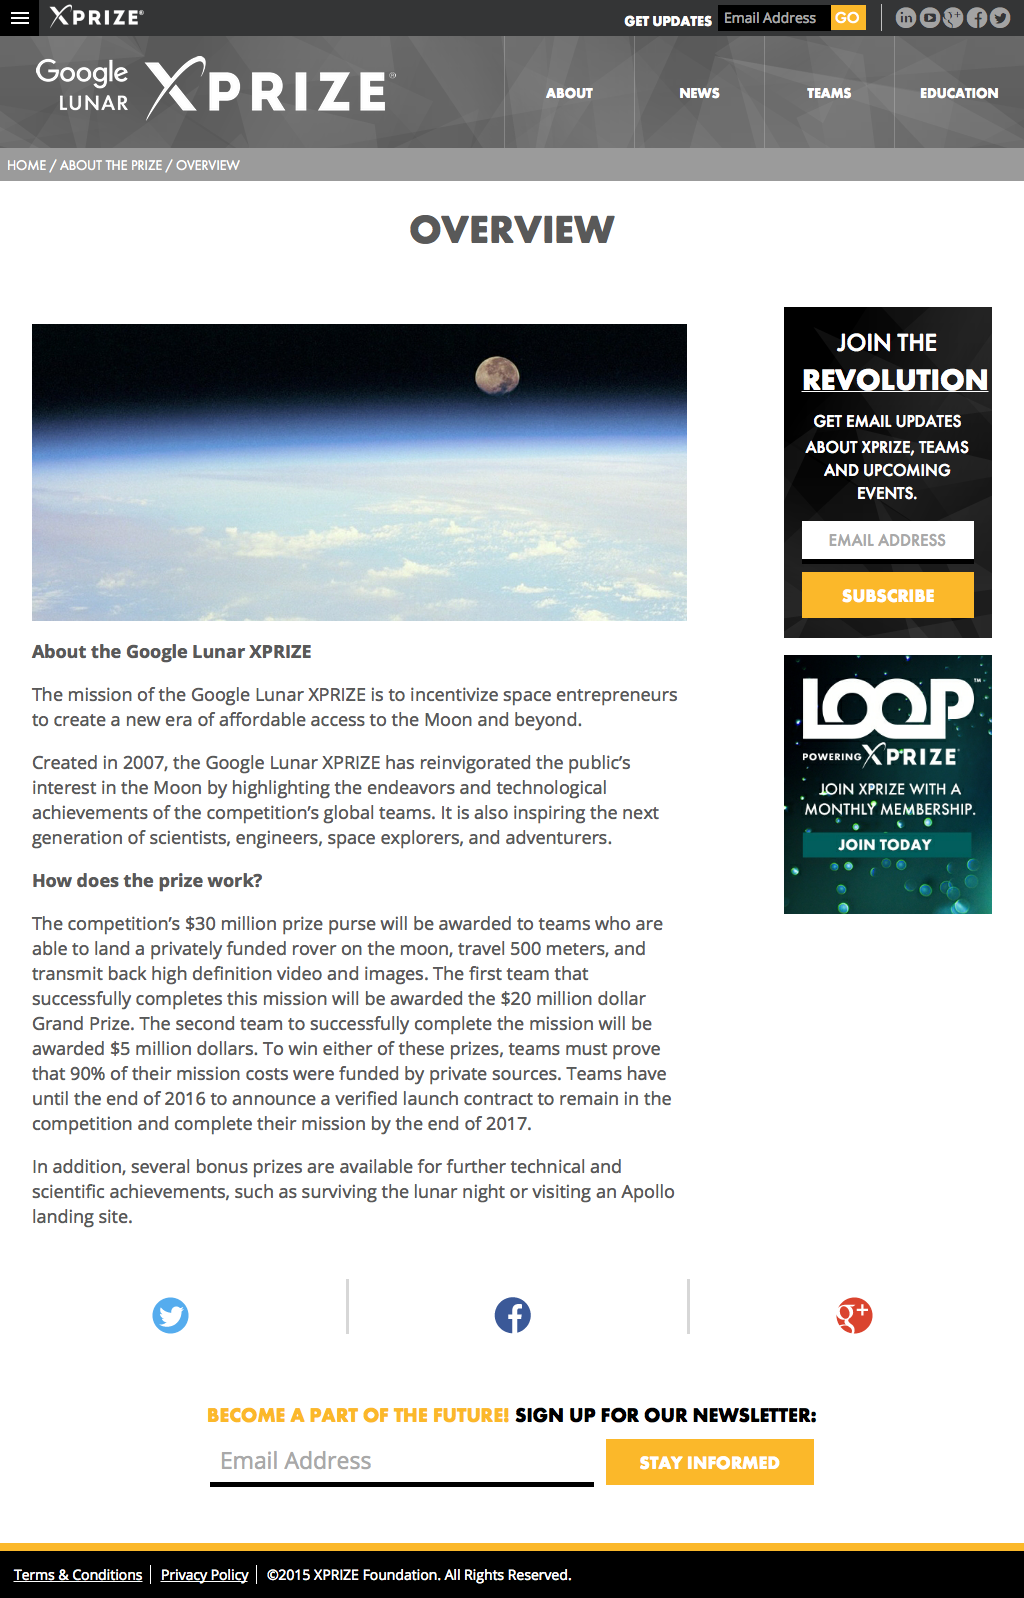 XPRIZE®
GET UPDATES
Email Address
GO
in
g+
f
Google
LUNAR
XPRIZE®
ABOUT
NEWS
TEAMS
EDUCATION
HOME / ABOUT THE PRIZE / OVERVIEW
OVERVIEW
About the Google Lunar XPRIZE
The mission of the Google Lunar XPRIZE is to incentivize space entrepreneurs
to create a new era of affordable access to the Moon and beyond.
Created in 2007, the Google Lunar XPRIZE has reinvigorated the public’s
interest in the Moon by highlighting the endeavors and technological
achievements of the competition’s global teams. It is also inspiring the next
generation of scientists, engineers, space explorers, and adventurers.
How does the prize work?
The competition’s $30 million prize purse will be awarded to teams who are
able to land a privately funded rover on the moon, travel 500 meters, and
transmit back high definition video and images. The first team that
successfully completes this mission will be awarded the $20 million dollar
Grand Prize. The second team to successfully complete the mission will be
awarded $5 million dollars. To win either of these prizes, teams must prove
that 90% of their mission costs were funded by private sources. Teams have
until the end of 2016 to announce a verified launch contract to remain in the
competition and complete their mission by the end of 2017.
In addition, several bonus prizes are available for further technical and
scientific achievements, such as surviving the lunar night or visiting an Apollo
landing site.
JOIN THE
REVOLUTION
GET EMAIL UPDATES
ABOUT XPRIZE, TEAMS
AND UPCOMING
EVENTS.
EMAIL ADDRESS
SUBSCRIBE
LOOP™
POWERING XPRIZE
JOIN XPRIZE WITH A
MONTHLY MEMBERSHIP.
JOIN TODAY
f
g+
BECOME A PART OF THE FUTURE! SIGN UP FOR OUR NEWSLETTER:
Email Address
STAY INFORMED
Terms & Conditions
Privacy Policy
©2015 XPRIZE Foundation. All Rights Reserved.